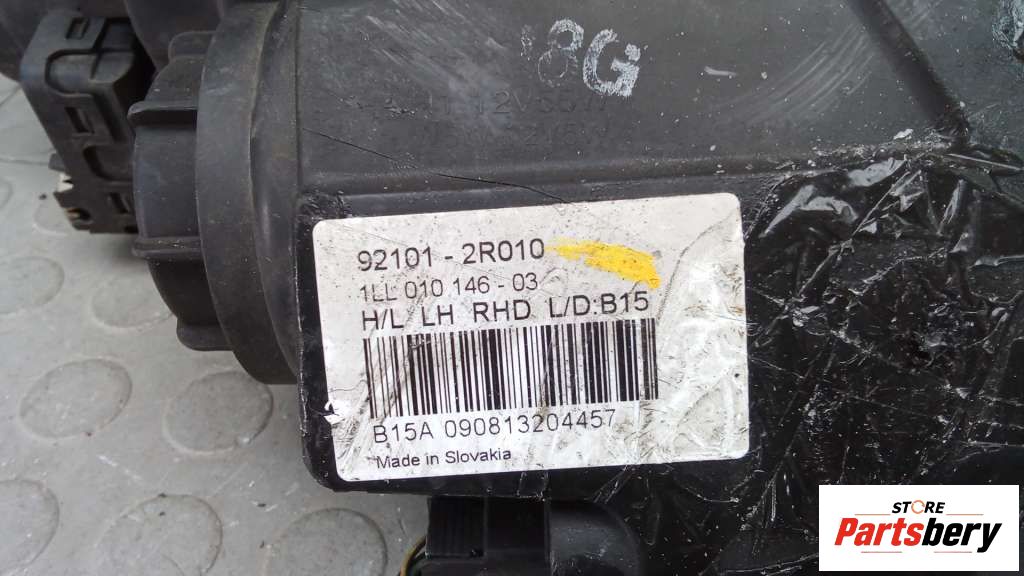 8G
92101 - 2R010
1LL 010 146 - 03
H/L LH RHD L/D:B15
B15A 090813204457
Made in Slovakia
STORE
Partsbery